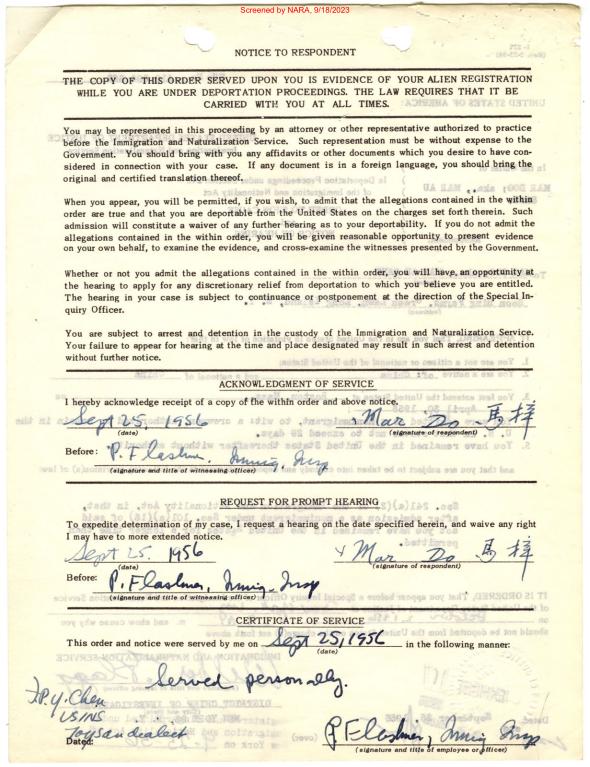 Screened by NARA, 9/18/2023
NOTICE TO RESPONDENT
THE COPY OF THIS ORDER SERVED UPON YOU IS EVIDENCE OF YOUR ALIEN REGISTRATION
WHILE YOU ARE UNDER DEPORTATION PROCEEDINGS. THE LAW REQUIRES THAT IT BE
CARRIED WITH YOU AT ALL TIMES.
You may be represented in this proceeding by an attorney or other representative authorized to practice
before the Immigration and Naturalization Service. Such representation must be without expense to the
Government. You should bring with you any affidavits or other documents which you desire to have con-
sidered in connection with your case. If any document is in a foreign language, you should bring the
original and certified translation thereof.
When you appear, you will be permitted, if you wish, to admit that the allegations contained in the within
order are true and that you are deportable from the United States on the charges set forth therein. Such
admission will constitute a waiver of any further hearing as to your deportability. If you do not admit the
allegations contained in the within order, you will be given reasonable opportunity to present evidence
on your own behalf, to examine the evidence, and cross-examine the witnesses presented by the Government.
Whether or not you admit the allegations contained in the within order, you will have, an opportunity at
the hearing to apply for any discretionary relief from deportation to which you believe you are entitled.
The hearing in your case is subject to continuance or postponement at the direction of the Special In-
quiry Officer.
You are subject to arrest and detention in the custody of the Immigration and Naturalization Service.
Your failure to appear for hearing at the time and place designated may result in such arrest and detention
without further notice.
ACKNOWLEDGMENT OF SERVICE
I hereby acknowledge receipt of a copy of the within order and above notice.
Sept 25, 1956 x Mar Do 馬梓
(date) (signature of respondent)
Before: P. Flashner, Immig. Insp
(signature and title of witnessing officer)
REQUEST FOR PROMPT HEARING
To expedite determination of my case, I request a hearing on the date specified herein, and waive any right
I may have to more extended notice.
Sept 25, 1956 x Mar Do 馬梓
(date) (signature of respondent)
Before: P. Flashner, Immig. Insp
(signature and title of witnessing officer)
CERTIFICATE OF SERVICE
This order and notice were served by me on Sept 25, 1956 in the following manner:
(date)
Served personally.
P.Y. Chen
USINS
Toysan dialect
Dated: P. Flashner, Immig Insp
(over) (signature and title of employee or officer)